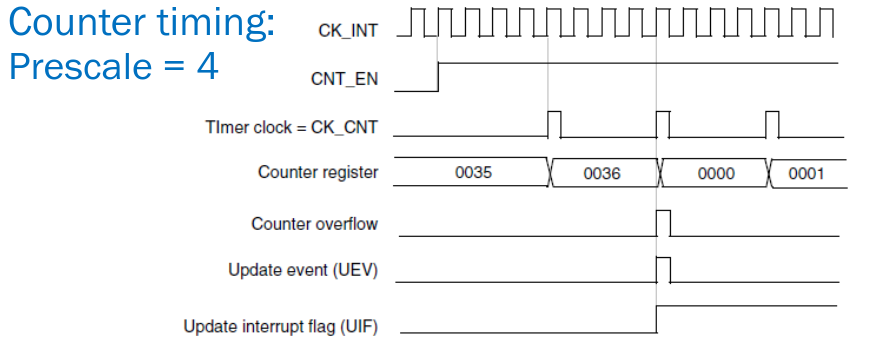 Counter timing:
Prescale = 4
CK_INT
CNT_EN
TImer clock = CK_CNT
Counter register
0035
0036
0000
0001
Counter overflow
Update event (UEV)
Update interrupt flag (UIF)